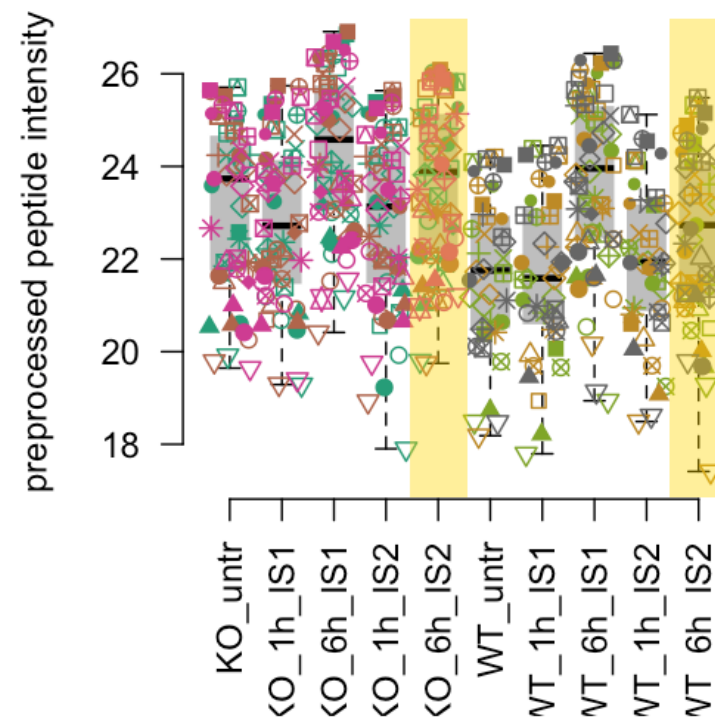 preprocessed peptide intensity
26
24
22
20
18
KO_untr
KO_1h_IS1
KO_6h_IS1
KO_1h_IS2
KO_6h_IS2
WT_untr
WT_1h_IS1
WT_6h_IS1
WT_1h_IS2
WT_6h_IS2